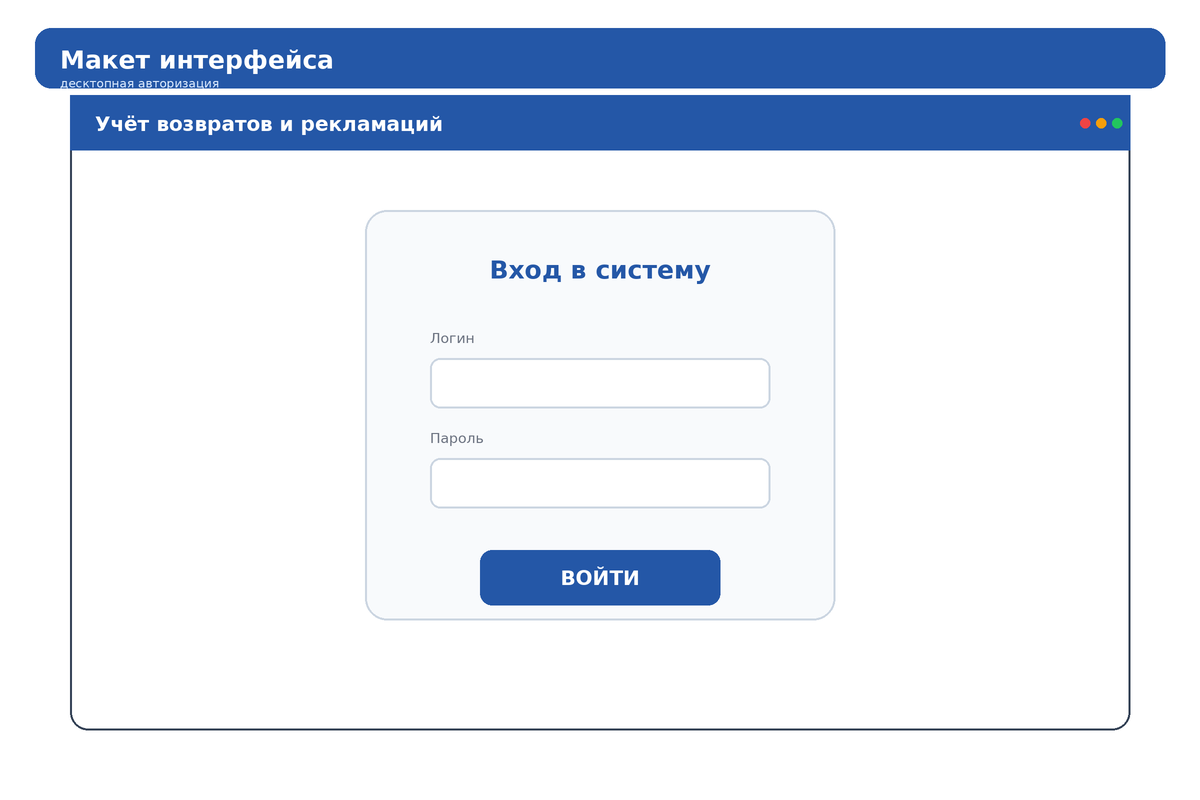 Макет интерфейса
десктопная авторизация
Учёт возвратов и рекламаций
Вход в систему
Логин
Пароль
ВОЙТИ